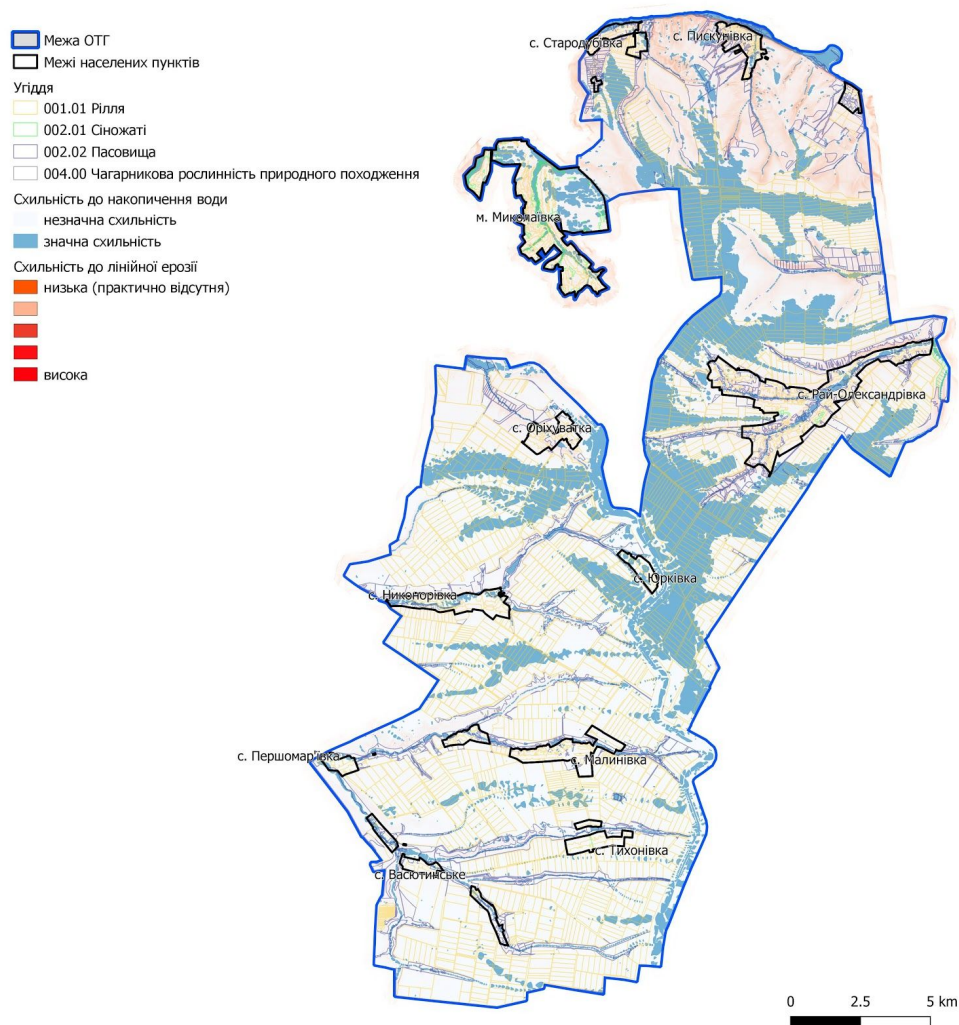 Межа ОТГ
Межі населених пунктів
Угіддя
001.01 Рілля
002.01 Сіножаті
002.02 Пасовища
004.00 Чагарникова рослинність природного походження
Схильність до накопичення води
незначна схильність
значна схильність
Схильність до лінійної ерозії
низька (практично відсутня)
висока
с. Стародубівка
с. Пискунівка
м. Миколаївка
с. Рай-Олександрівка
с. Оріхуватка
с. Юрківка
с. Никонорівка
с. Першомар'ївка
с. Малинівка
с. Тихонівка
с. Васютинське
0 2.5 5 km